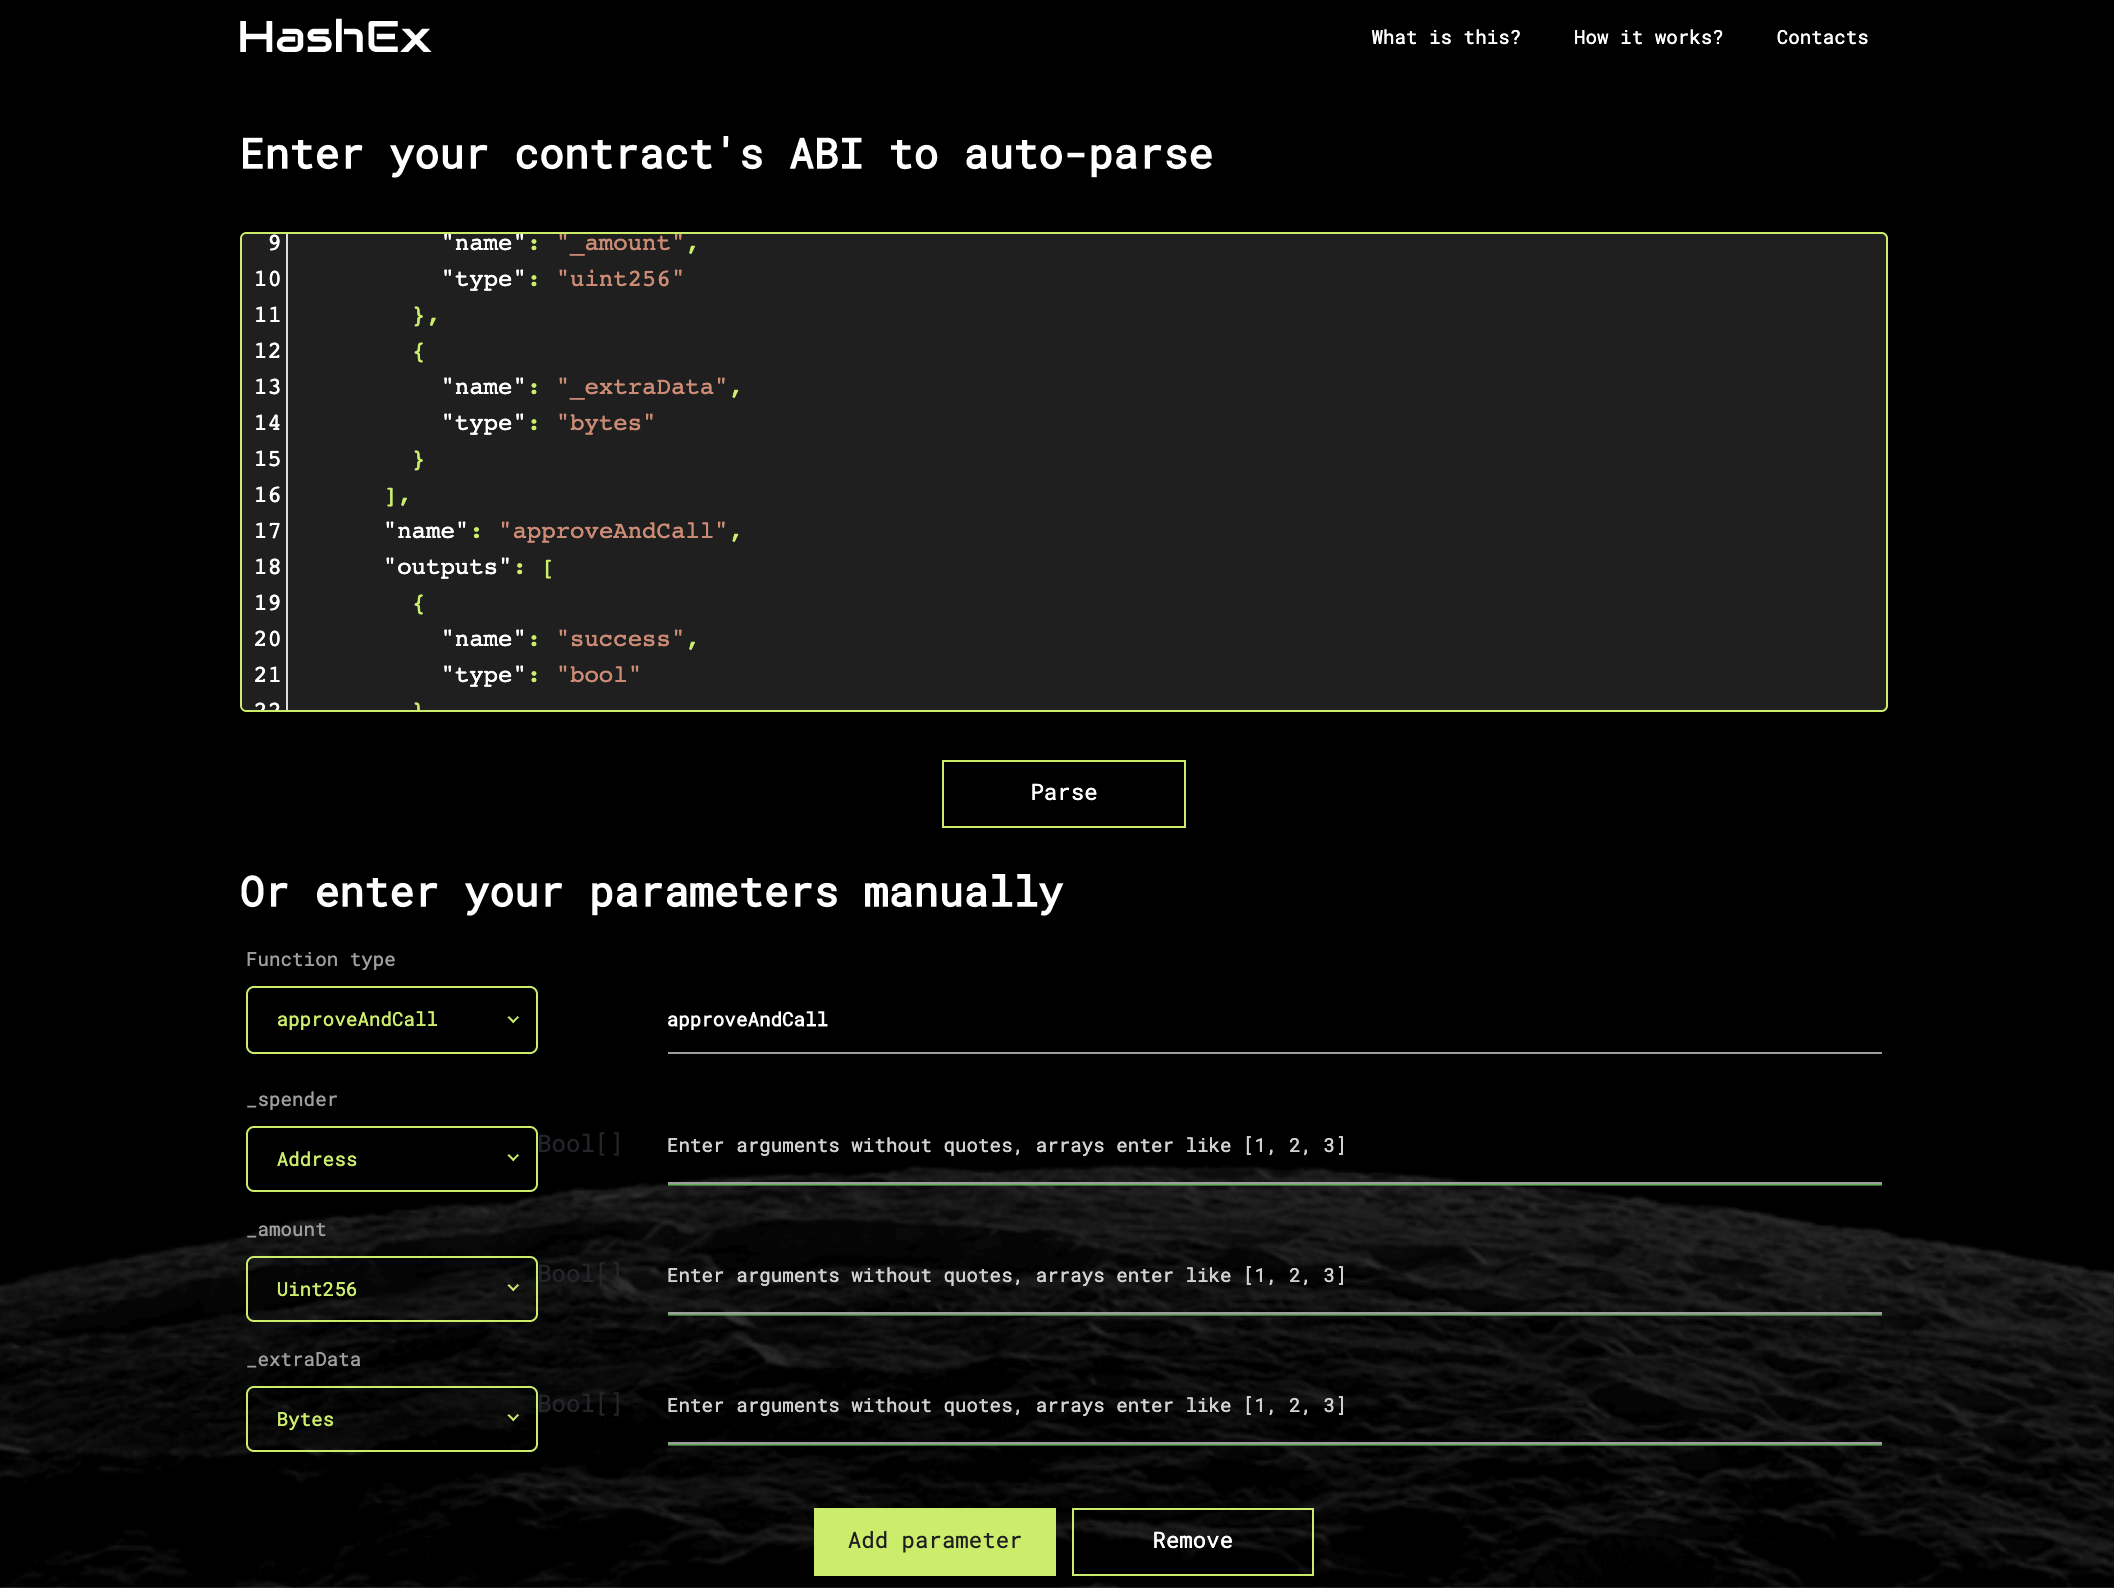 HashEx
What is this? How it works? Contacts
Enter your contract's ABI to auto-parse
9 "name": "_amount",
10 "type": "uint256"
11 },
12 {
13 "name": "_extraData",
14 "type": "bytes"
15 }
16 ],
17 "name": "approveAndCall",
18 "outputs": [
19 {
20 "name": "success",
21 "type": "bool"
22 }
Parse
Or enter your parameters manually
Function type
approveAndCall approveAndCall
_spender
Address Bool[] Enter arguments without quotes, arrays enter like [1, 2, 3]
_amount
Uint256 Bool[] Enter arguments without quotes, arrays enter like [1, 2, 3]
_extraData
Bytes Bool[] Enter arguments without quotes, arrays enter like [1, 2, 3]
Add parameter Remove